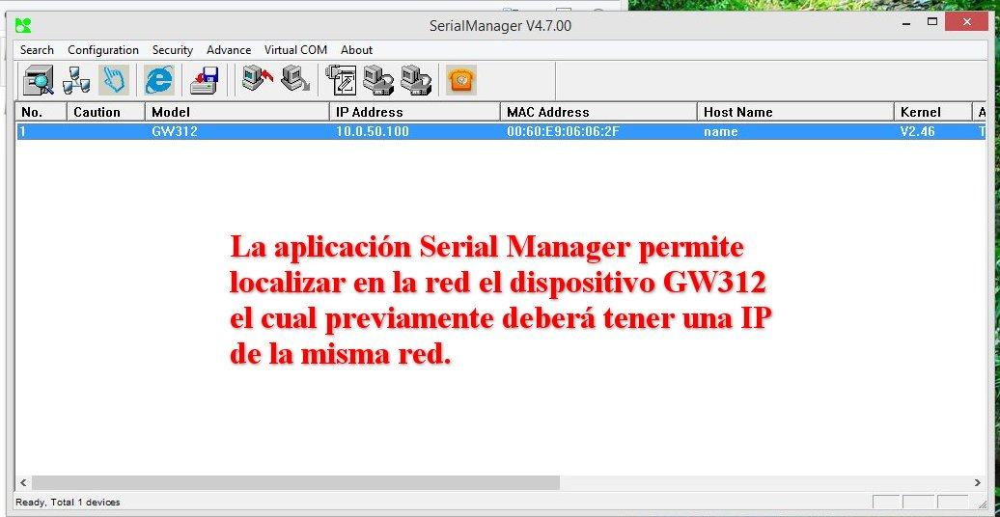 SerialManager V4.7.00
Search Configuration Security Advance Virtual COM About
No. Caution Model IP Address MAC Address Host Name Kernel A
1 GW312 10.0.50.100 00:60:E9:06:06:2F name V2.46 T
La aplicación Serial Manager permite
localizar en la red el dispositivo GW312
el cual previamente deberá tener una IP
de la misma red.
Ready, Total 1 devices